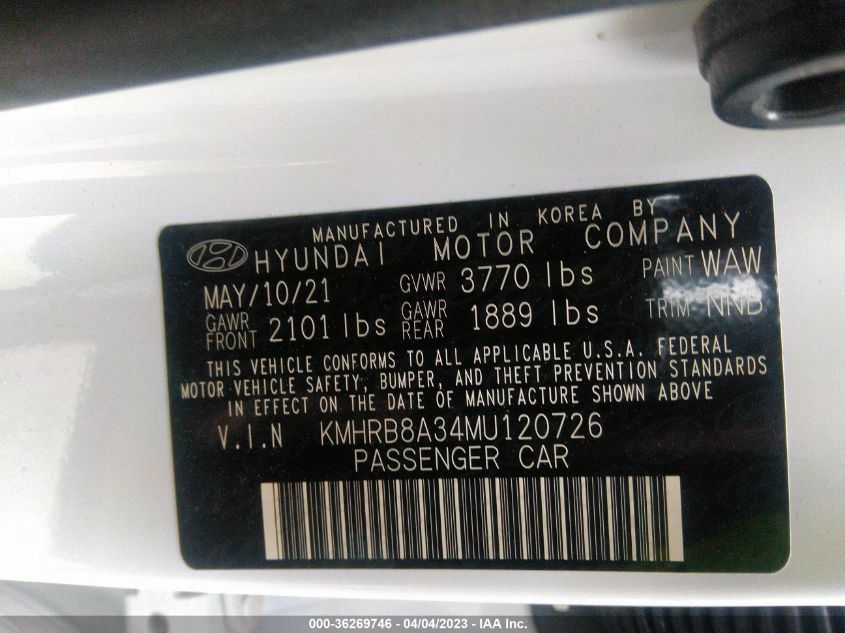 MANUFACTURED IN KOREA BY
HYUNDAI MOTOR COMPANY
MAY/10/21 GVWR 3770 lbs PAINT WAW
GAWR FRONT 2101 lbs GAWR REAR 1889 lbs TRIM NNB
THIS VEHICLE CONFORMS TO ALL APPLICABLE U.S.A. FEDERAL
MOTOR VEHICLE SAFETY, BUMPER, AND THEFT PREVENTION STANDARDS
IN EFFECT ON THE DATE OF MANUFACTURE SHOWN ABOVE
V.I.N KMHRB8A34MU120726
PASSENGER CAR
000-36269746 - 04/04/2023 - IAA Inc.